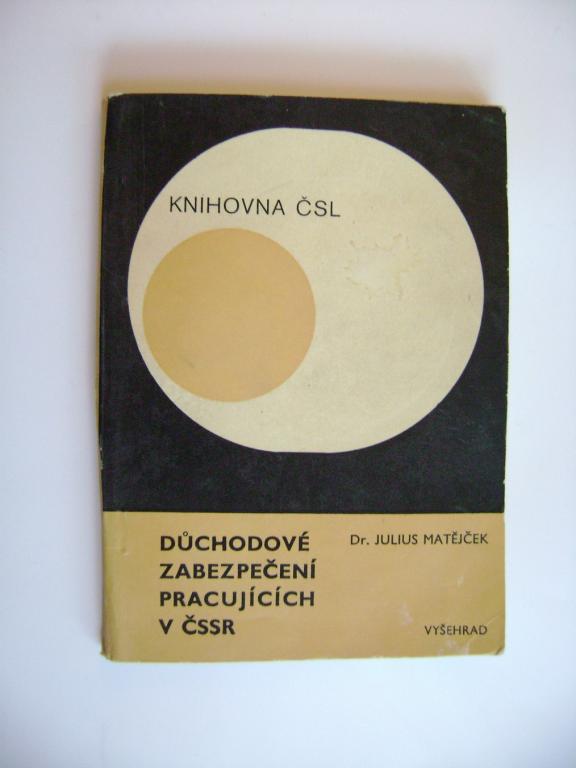 KNIHOVNA ČSL
DŮCHODOVÉ
ZABEZPEČENÍ
PRACUJÍCÍCH
V ČSSR
Dr. JULIUS MATĚJČEK
VYŠEHRAD